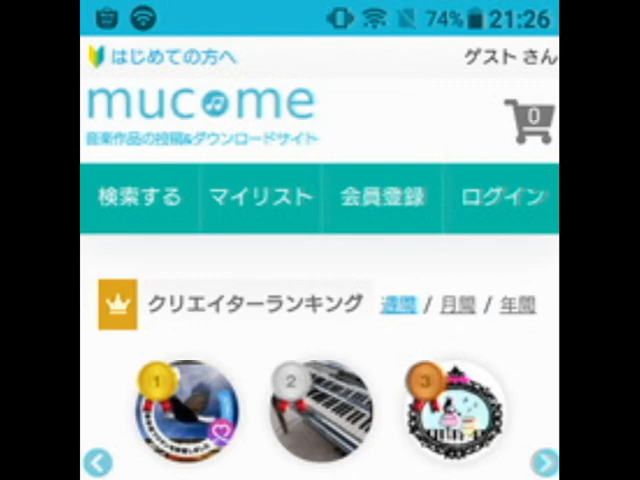 74% 21:26
はじめての方へ ゲスト さん
mucome
0
音楽作品の投稿&ダウンロードサイト
検索する マイリスト 会員登録 ログイン
クリエイターランキング 週間 / 月間 / 年間
1 2 3